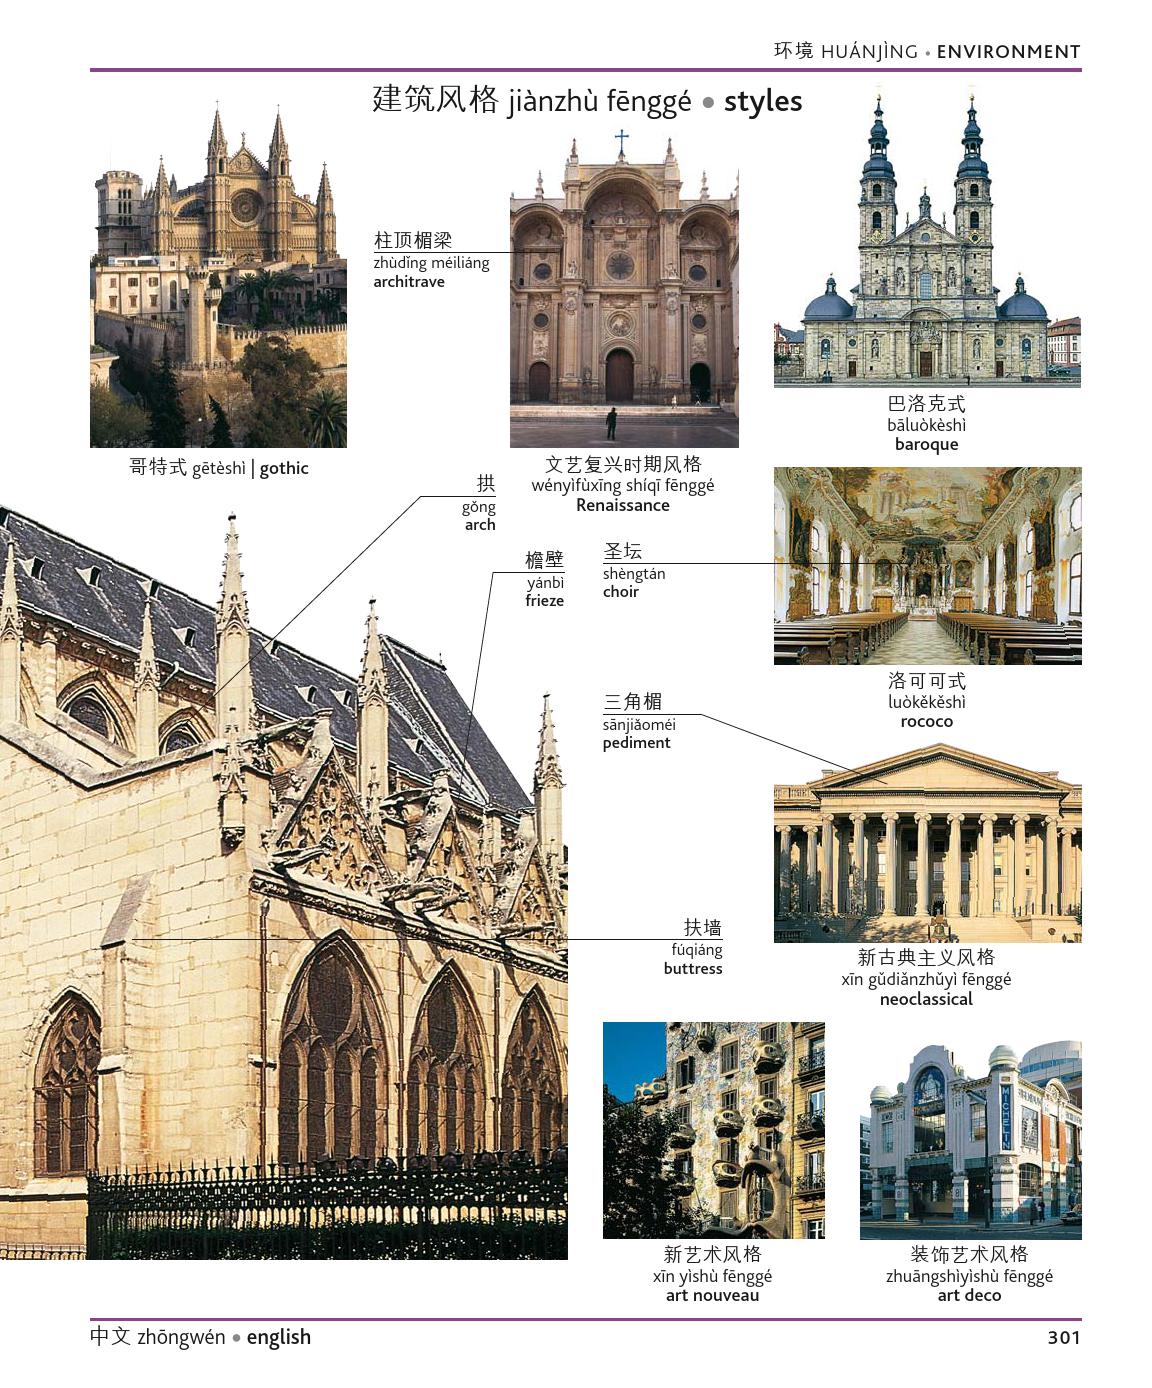 环境 HUÁNJÌNG • ENVIRONMENT
建筑风格 jiànzhù fēnggé • styles
柱顶楣梁
zhùdǐng méiliáng
architrave
哥特式 gētèshì | gothic
文艺复兴时期风格
wényìfùxīng shíqī fēnggé
Renaissance
巴洛克式
bāluòkèshì
baroque
拱
gǒng
arch
檐壁
yánbì
frieze
圣坛
shèngtán
choir
洛可可式
luòkěkěshì
rococo
三角楣
sānjiǎoméi
pediment
扶墙
fúqiáng
buttress
新古典主义风格
xīn gǔdiǎnzhǔyì fēnggé
neoclassical
MICHELIN
新艺术风格
xīn yìshù fēnggé
art nouveau
装饰艺术风格
zhuāngshìyìshù fēnggé
art deco
中文 zhōngwén • english
301